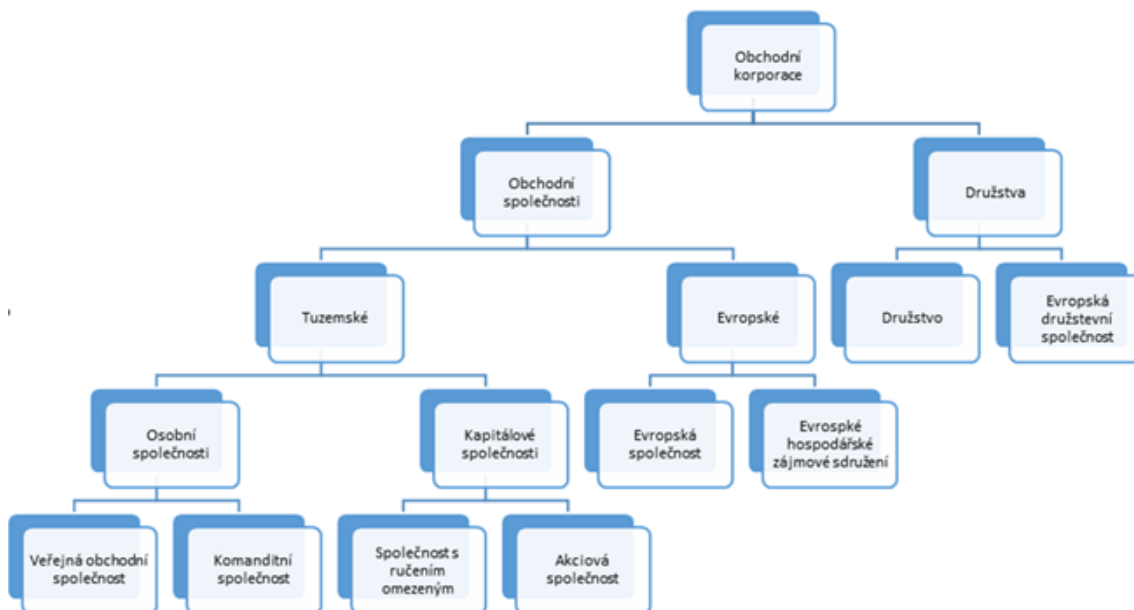 Obchodní
korporace
Obchodní
společnosti
Družstva
Tuzemské
Evropské
Družstvo
Evropská
družstevní
společnost
Osobní
společnosti
Kapitálové
společnosti
Evropská
společnost
Evrospké
hospodářské
zájmové sdružení
Veřejná obchodní
společnost
Komanditní
společnost
Společnost s
ručením
omezeným
Akciová
společnost